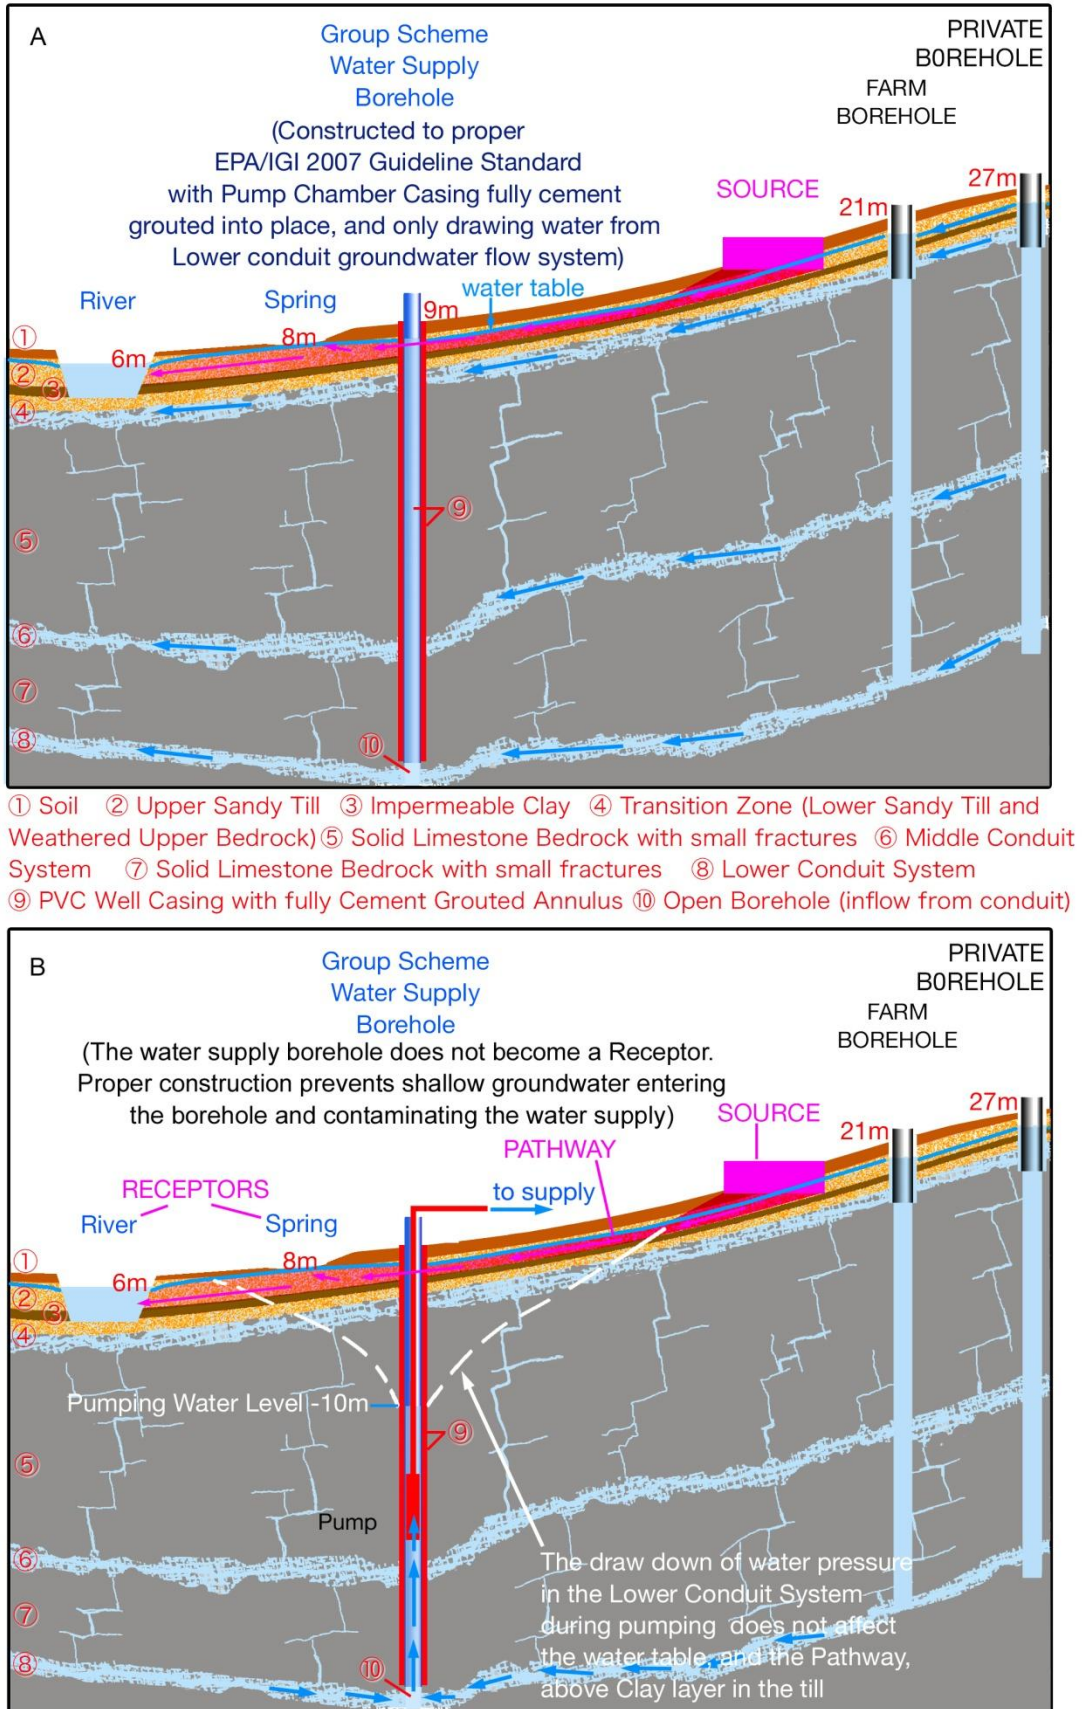 A
Group Scheme
Water Supply
Borehole
(Constructed to proper
EPA/IGI 2007 Guideline Standard
with Pump Chamber Casing fully cement
grouted into place, and only drawing water from
Lower conduit groundwater flow system)
PRIVATE
B0REHOLE
FARM
BOREHOLE
SOURCE
27m
21m
water table
River
Spring
9m
8m
6m
①
②
③
④
⑤
⑥
⑦
⑧
⑨
⑩
① Soil ② Upper Sandy Till ③ Impermeable Clay ④ Transition Zone (Lower Sandy Till and
Weathered Upper Bedrock) ⑤ Solid Limestone Bedrock with small fractures ⑥ Middle Conduit
System ⑦ Solid Limestone Bedrock with small fractures ⑧ Lower Conduit System
⑨ PVC Well Casing with fully Cement Grouted Annulus ⑩ Open Borehole (inflow from conduit)
B
Group Scheme
Water Supply
Borehole
(The water supply borehole does not become a Receptor.
Proper construction prevents shallow groundwater entering
the borehole and contaminating the water supply)
PRIVATE
B0REHOLE
FARM
BOREHOLE
SOURCE
27m
21m
PATHWAY
to supply
RECEPTORS
River
Spring
8m
6m
①
②
③
④
Pumping Water Level -10m
⑨
⑤
Pump
⑥
⑦
⑧
⑩
The draw down of water pressure
in the Lower Conduit System
during pumping does not affect
the water table, and the Pathway,
above Clay layer in the till